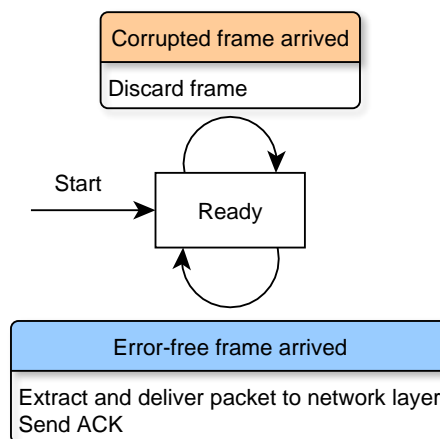 Corrupted frame arrived
Discard frame
Start
Ready
Error-free frame arrived
Extract and deliver packet to network layer
Send ACK